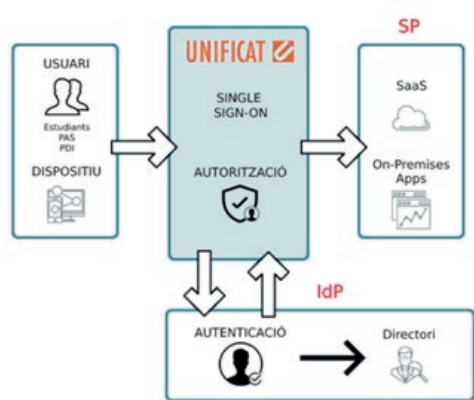 USUARI
Estudiants
PAS
PDI
DISPOSITIU
UNIFICAT
SINGLE
SIGN-ON
AUTORITZACIÓ
SP
SaaS
On-Premises
Apps
IdP
AUTENTICACIÓ
Directori